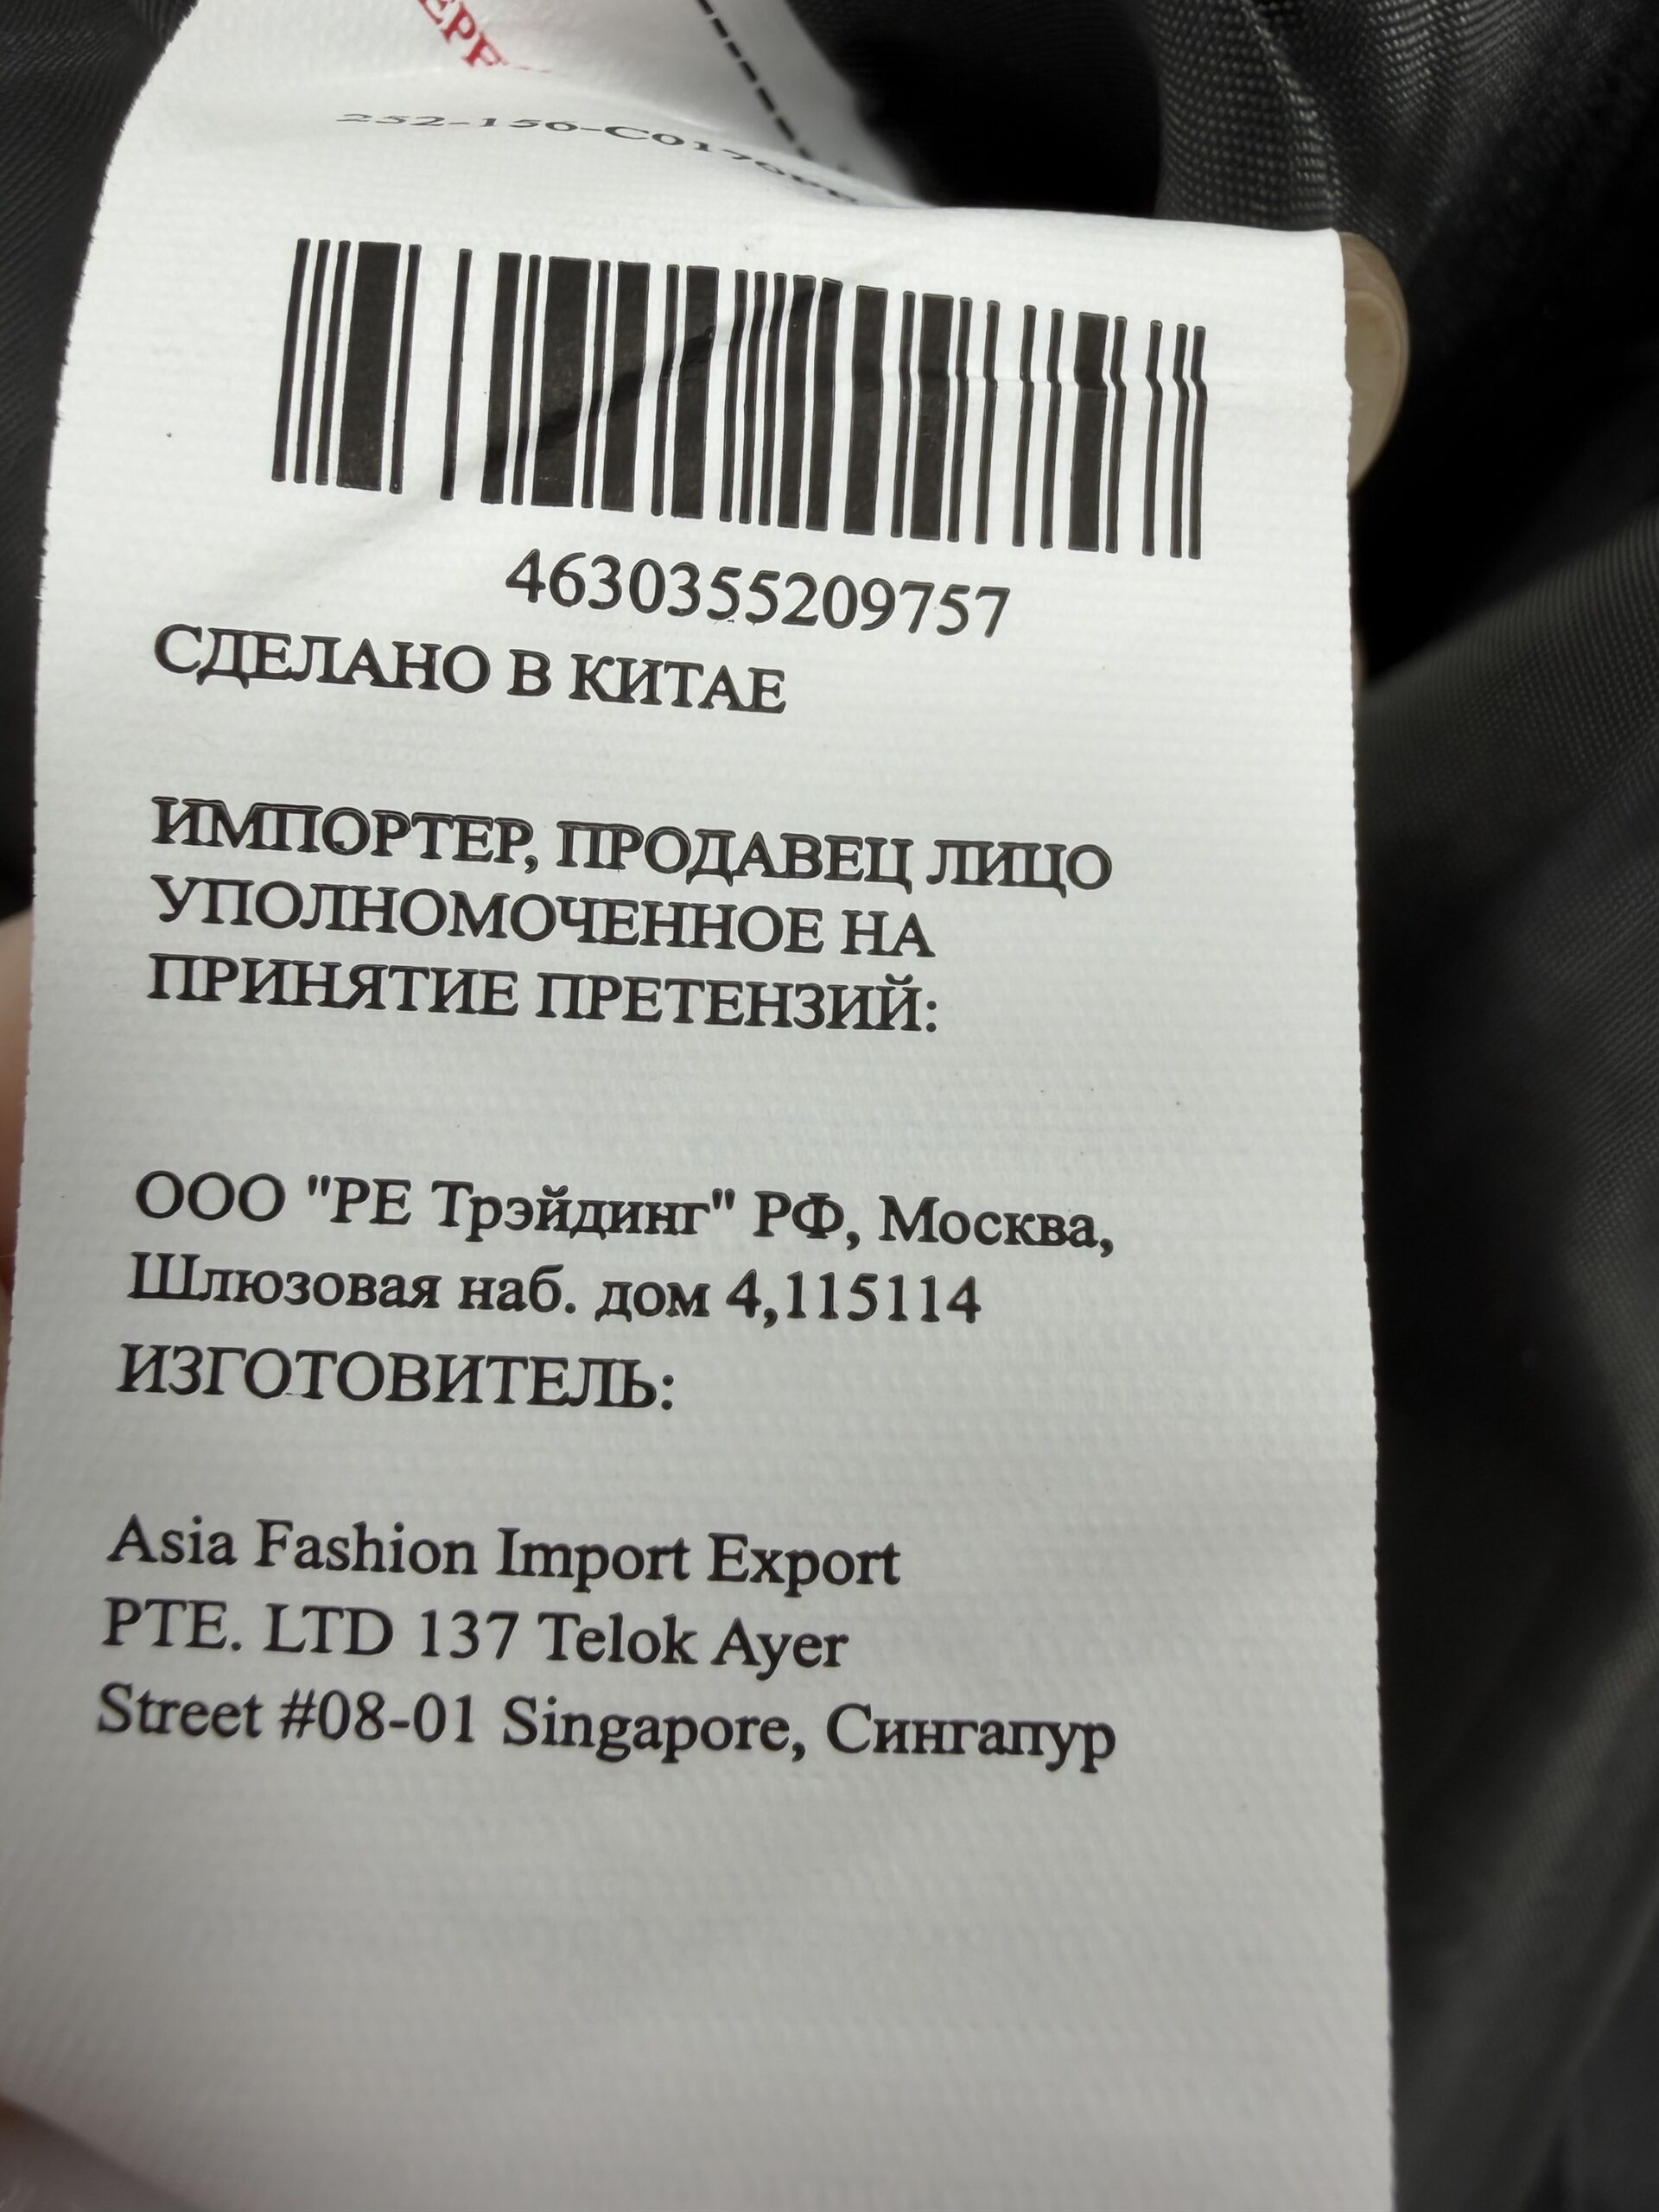 4630355209757
СДЕЛАНО В КИТАЕ
ИМПОРТЕР, ПРОДАВЕЦ ЛИЦО
УПОЛНОМОЧЕННОЕ НА
ПРИНЯТИЕ ПРЕТЕНЗИЙ:
ООО "РЕ Трэйдинг" РФ, Москва,
Шлюзовая наб. дом 4,115114
ИЗГОТОВИТЕЛЬ:
Asia Fashion Import Export
PTE. LTD 137 Telok Ayer
Street #08-01 Singapore, Сингапур